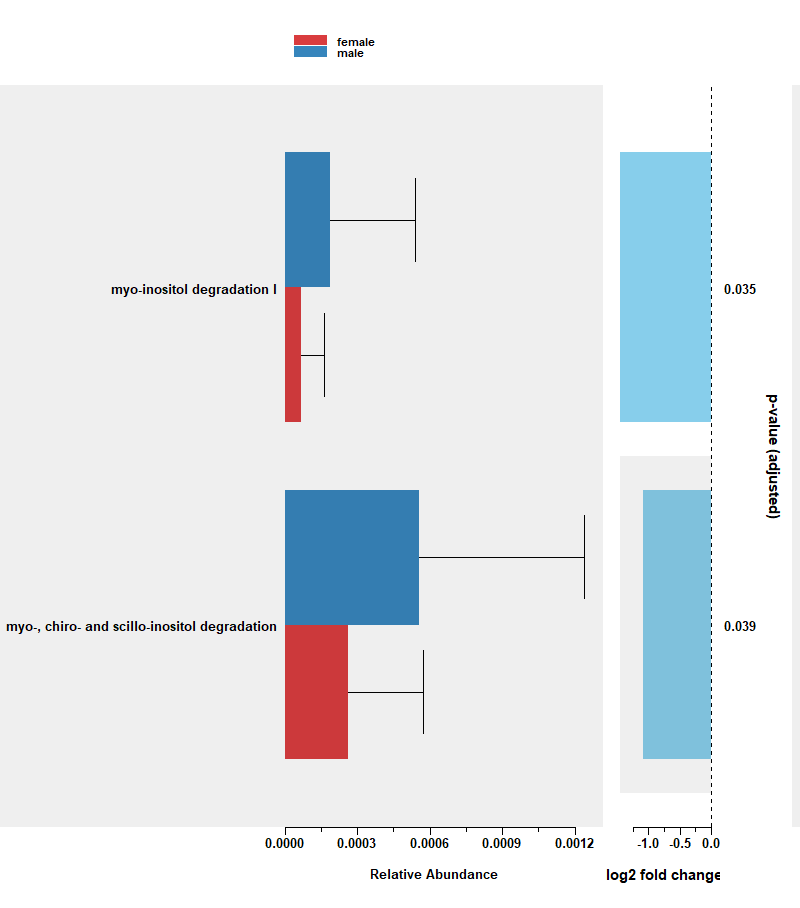 female
male
myo-inositol degradation I
0.035
p-value (adjusted)
myo-, chiro- and scillo-inositol degradation
0.039
0.0000 0.0003 0.0006 0.0009 0.0012
-1.0 -0.5 0.0
Relative Abundance
log2 fold change